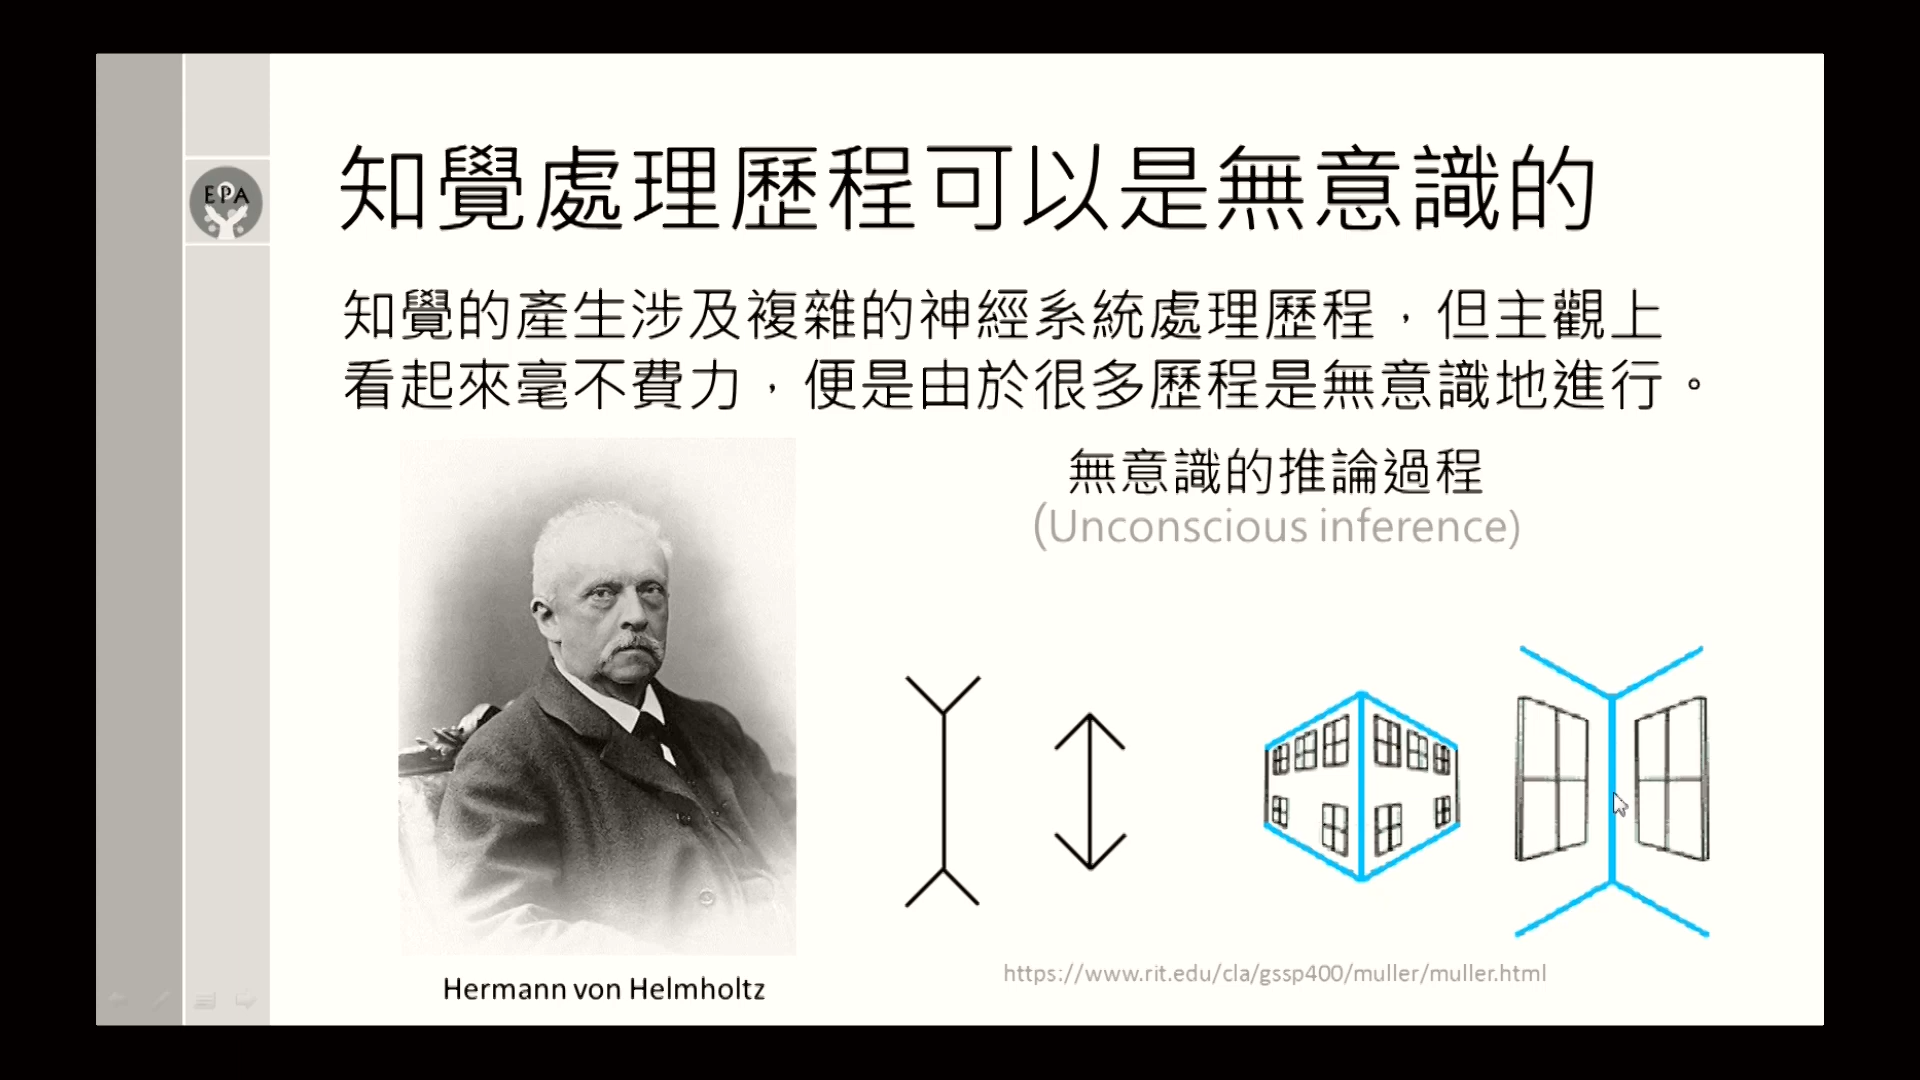 知覺處理歷程可以是無意識的
EPA
知覺的產生涉及複雜的神經系統處理歷程，但主觀上
看起來毫不費力，便是由於很多歷程是無意識地進行。
無意識的推論過程
(Unconscious inference)
Hermann von Helmholtz
https://www.rit.edu/cla/gssp400/muller/muller.html